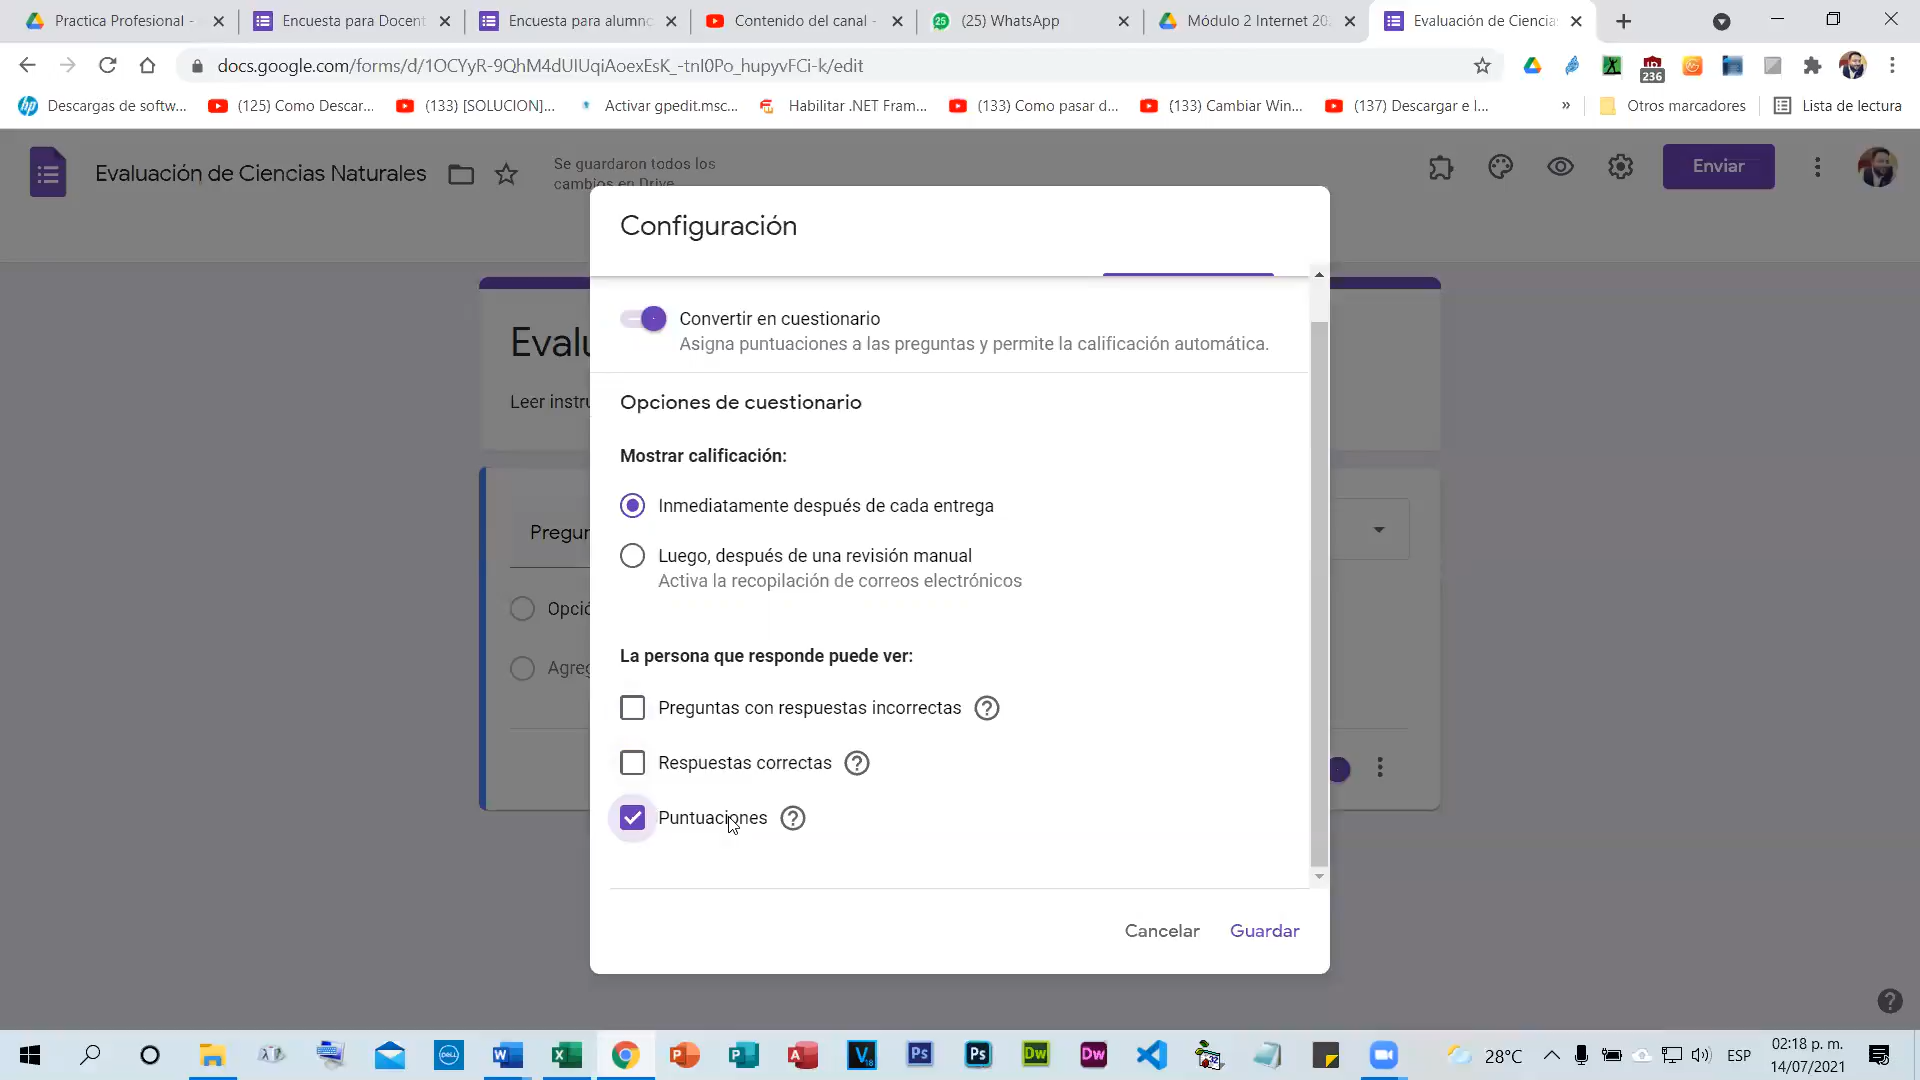 Practica Profesional -
Encuesta para Docent
Encuesta para alumno
Contenido del canal -
25
(25) WhatsApp
Módulo 2 Internet 202
Evaluación de Ciencia
docs.google.com/forms/d/1OCYyR-9QhM4dUIUqiAoexEsK_-tnI0Po_hupyvFCi-k/edit
236
Descargas de softw...
(125) Como Descar...
(133) [SOLUCION]...
Activar gpedit.msc...
Habilitar .NET Fram...
(133) Como pasar d...
(133) Cambiar Win...
(137) Descargar e I...
»
Otros marcadores
Lista de lectura
Evaluación de Ciencias Naturales
Se guardaron todos los
cambios en Drive
Enviar
Configuración
Convertir en cuestionario
Asigna puntuaciones a las preguntas y permite la calificación automática.
Opciones de cuestionario
Mostrar calificación:
Inmediatamente después de cada entrega
Luego, después de una revisión manual
Activa la recopilación de correos electrónicos
La persona que responde puede ver:
Preguntas con respuestas incorrectas
Respuestas correctas
Puntuaciones
Cancelar
Guardar
Evalu
Leer instru
Pregun
Opció
Agreg
28°C
ESP
02:18 p. m.
14/07/2021